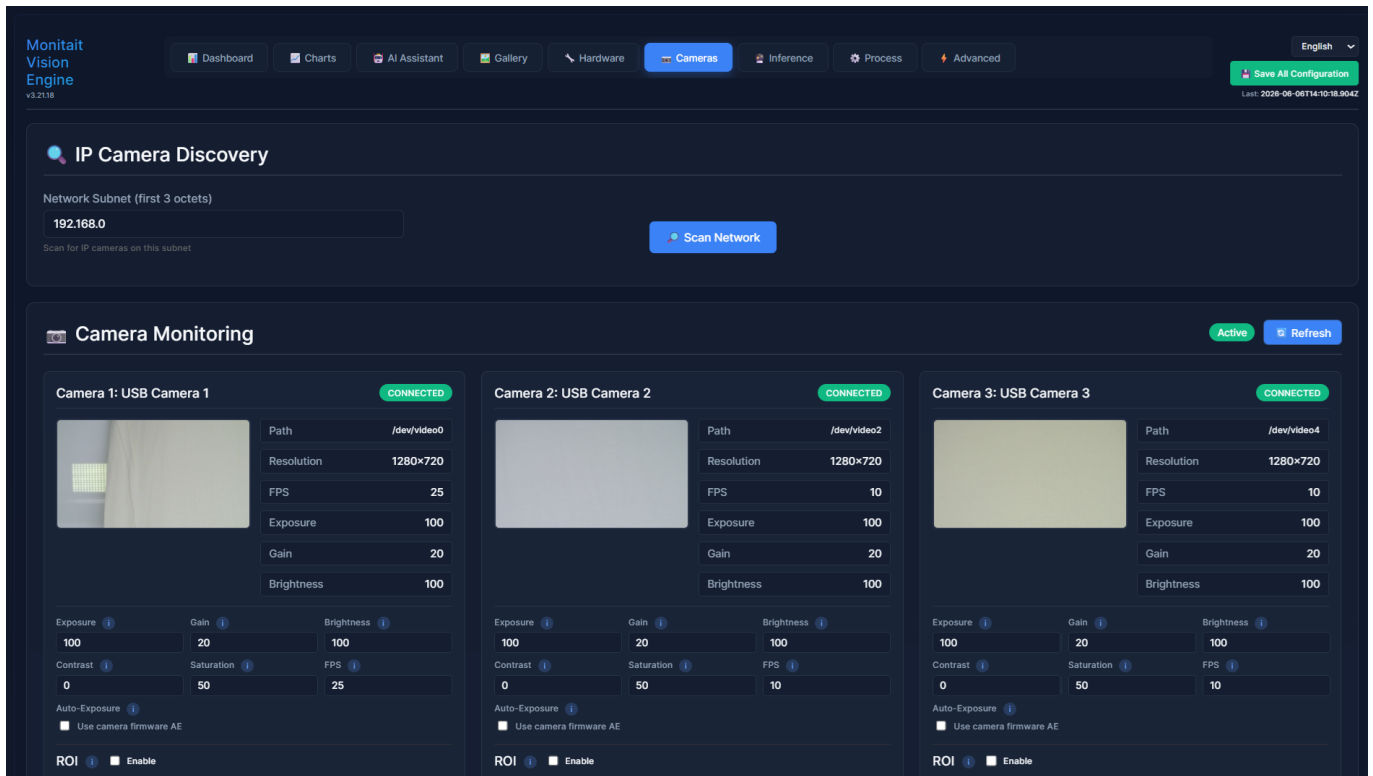 Monitait
Vision
Engine
v3.21.18
Dashboard
Charts
AI Assistant
Gallery
Hardware
Cameras
Inference
Process
Advanced
English
Save All Configuration
Last: 2026-06-06T14:10:18.904Z
IP Camera Discovery
Network Subnet (first 3 octets)
192.168.0
Scan for IP cameras on this subnet
Scan Network
Camera Monitoring
Active
Refresh
Camera 1: USB Camera 1
CONNECTED
Path /dev/video0
Resolution 1280×720
FPS 25
Exposure 100
Gain 20
Brightness 100
Exposure i Gain i Brightness i
100 20 100
Contrast i Saturation i FPS i
0 50 25
Auto-Exposure i
Use camera firmware AE
ROI i Enable
Camera 2: USB Camera 2
CONNECTED
Path /dev/video2
Resolution 1280×720
FPS 10
Exposure 100
Gain 20
Brightness 100
Exposure i Gain i Brightness i
100 20 100
Contrast i Saturation i FPS i
0 50 10
Auto-Exposure i
Use camera firmware AE
ROI i Enable
Camera 3: USB Camera 3
CONNECTED
Path /dev/video4
Resolution 1280×720
FPS 10
Exposure 100
Gain 20
Brightness 100
Exposure i Gain i Brightness i
100 20 100
Contrast i Saturation i FPS i
0 50 10
Auto-Exposure i
Use camera firmware AE
ROI i Enable